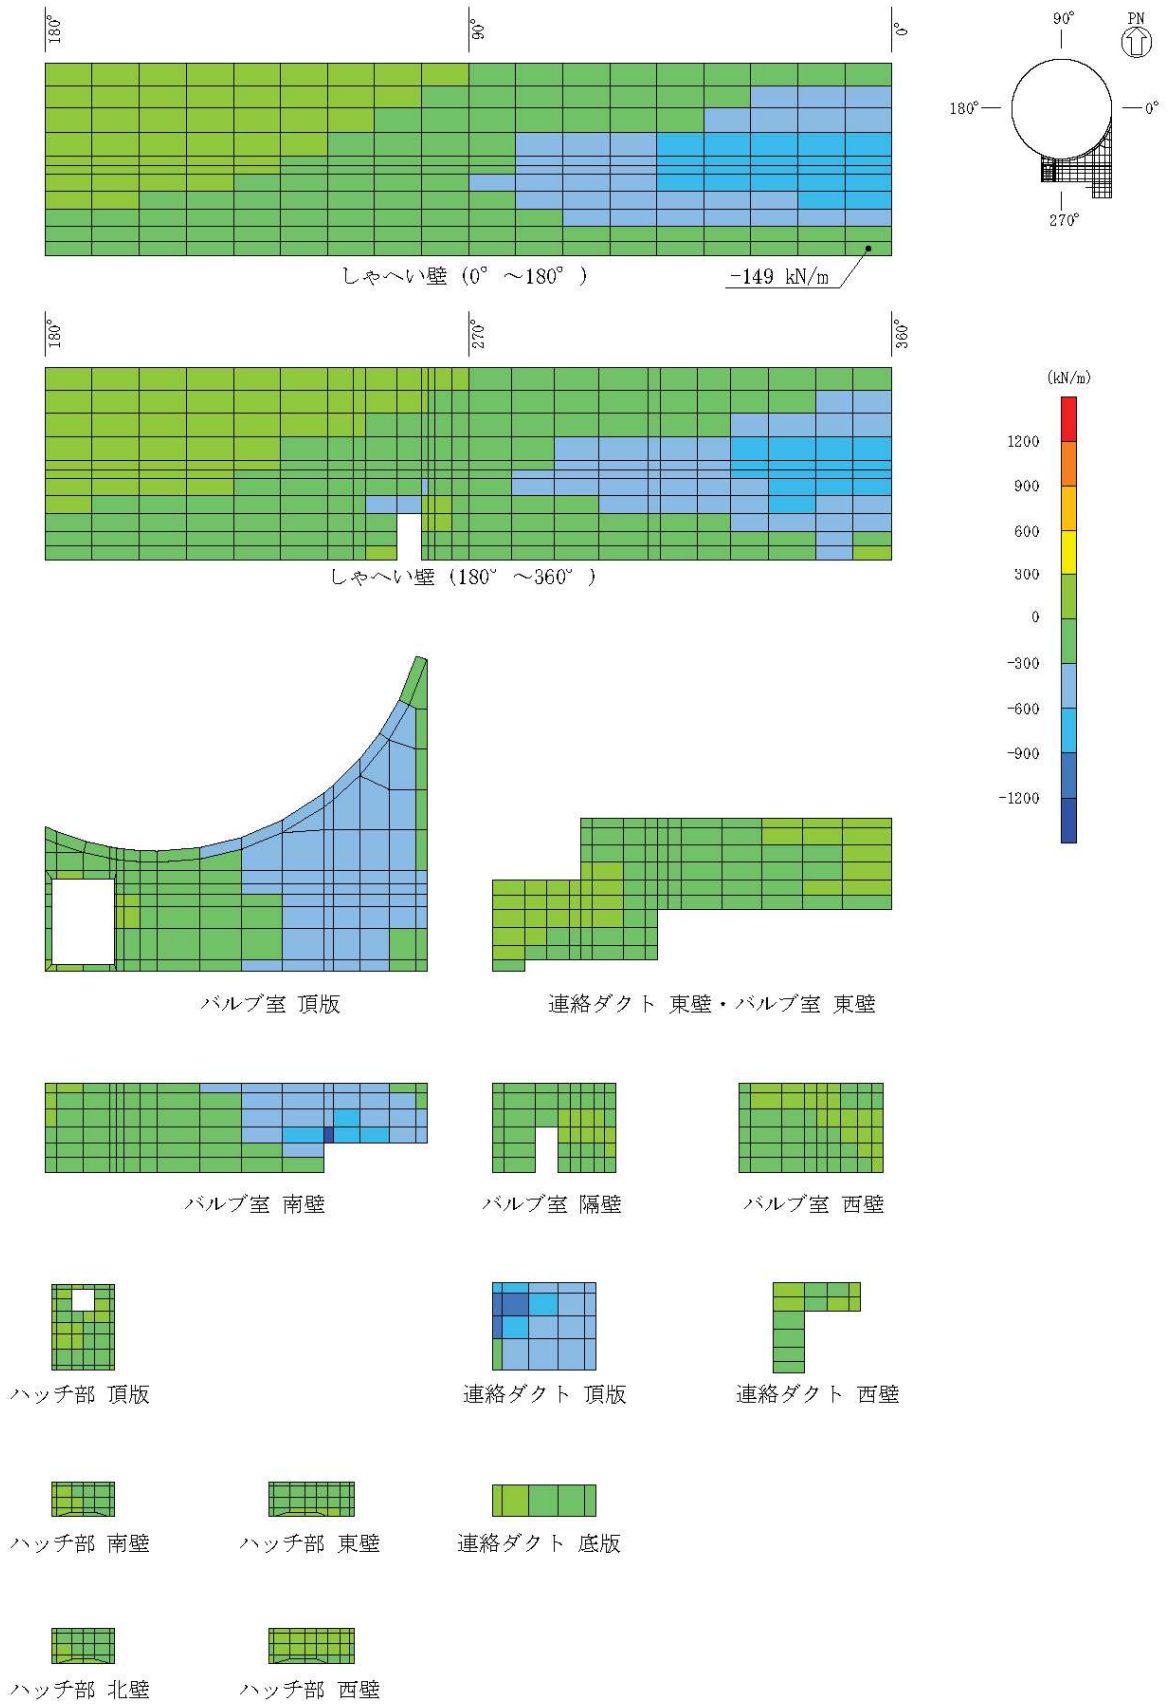 180°
90°
0°
しゃへい壁 (0° ～180° )
-149 kN/m
90°
PN
180°
0°
270°
180°
270°
360°
しゃへい壁 (180° ～360° )
(kN/m)
1200
900
600
300
0
-300
-600
-900
-1200
バルブ室 頂版
連絡ダクト 東壁・バルブ室 東壁
バルブ室 南壁
バルブ室 隔壁
バルブ室 西壁
ハッチ部 頂版
連絡ダクト 頂版
連絡ダクト 西壁
ハッチ部 南壁
ハッチ部 東壁
連絡ダクト 底版
ハッチ部 北壁
ハッチ部 西壁